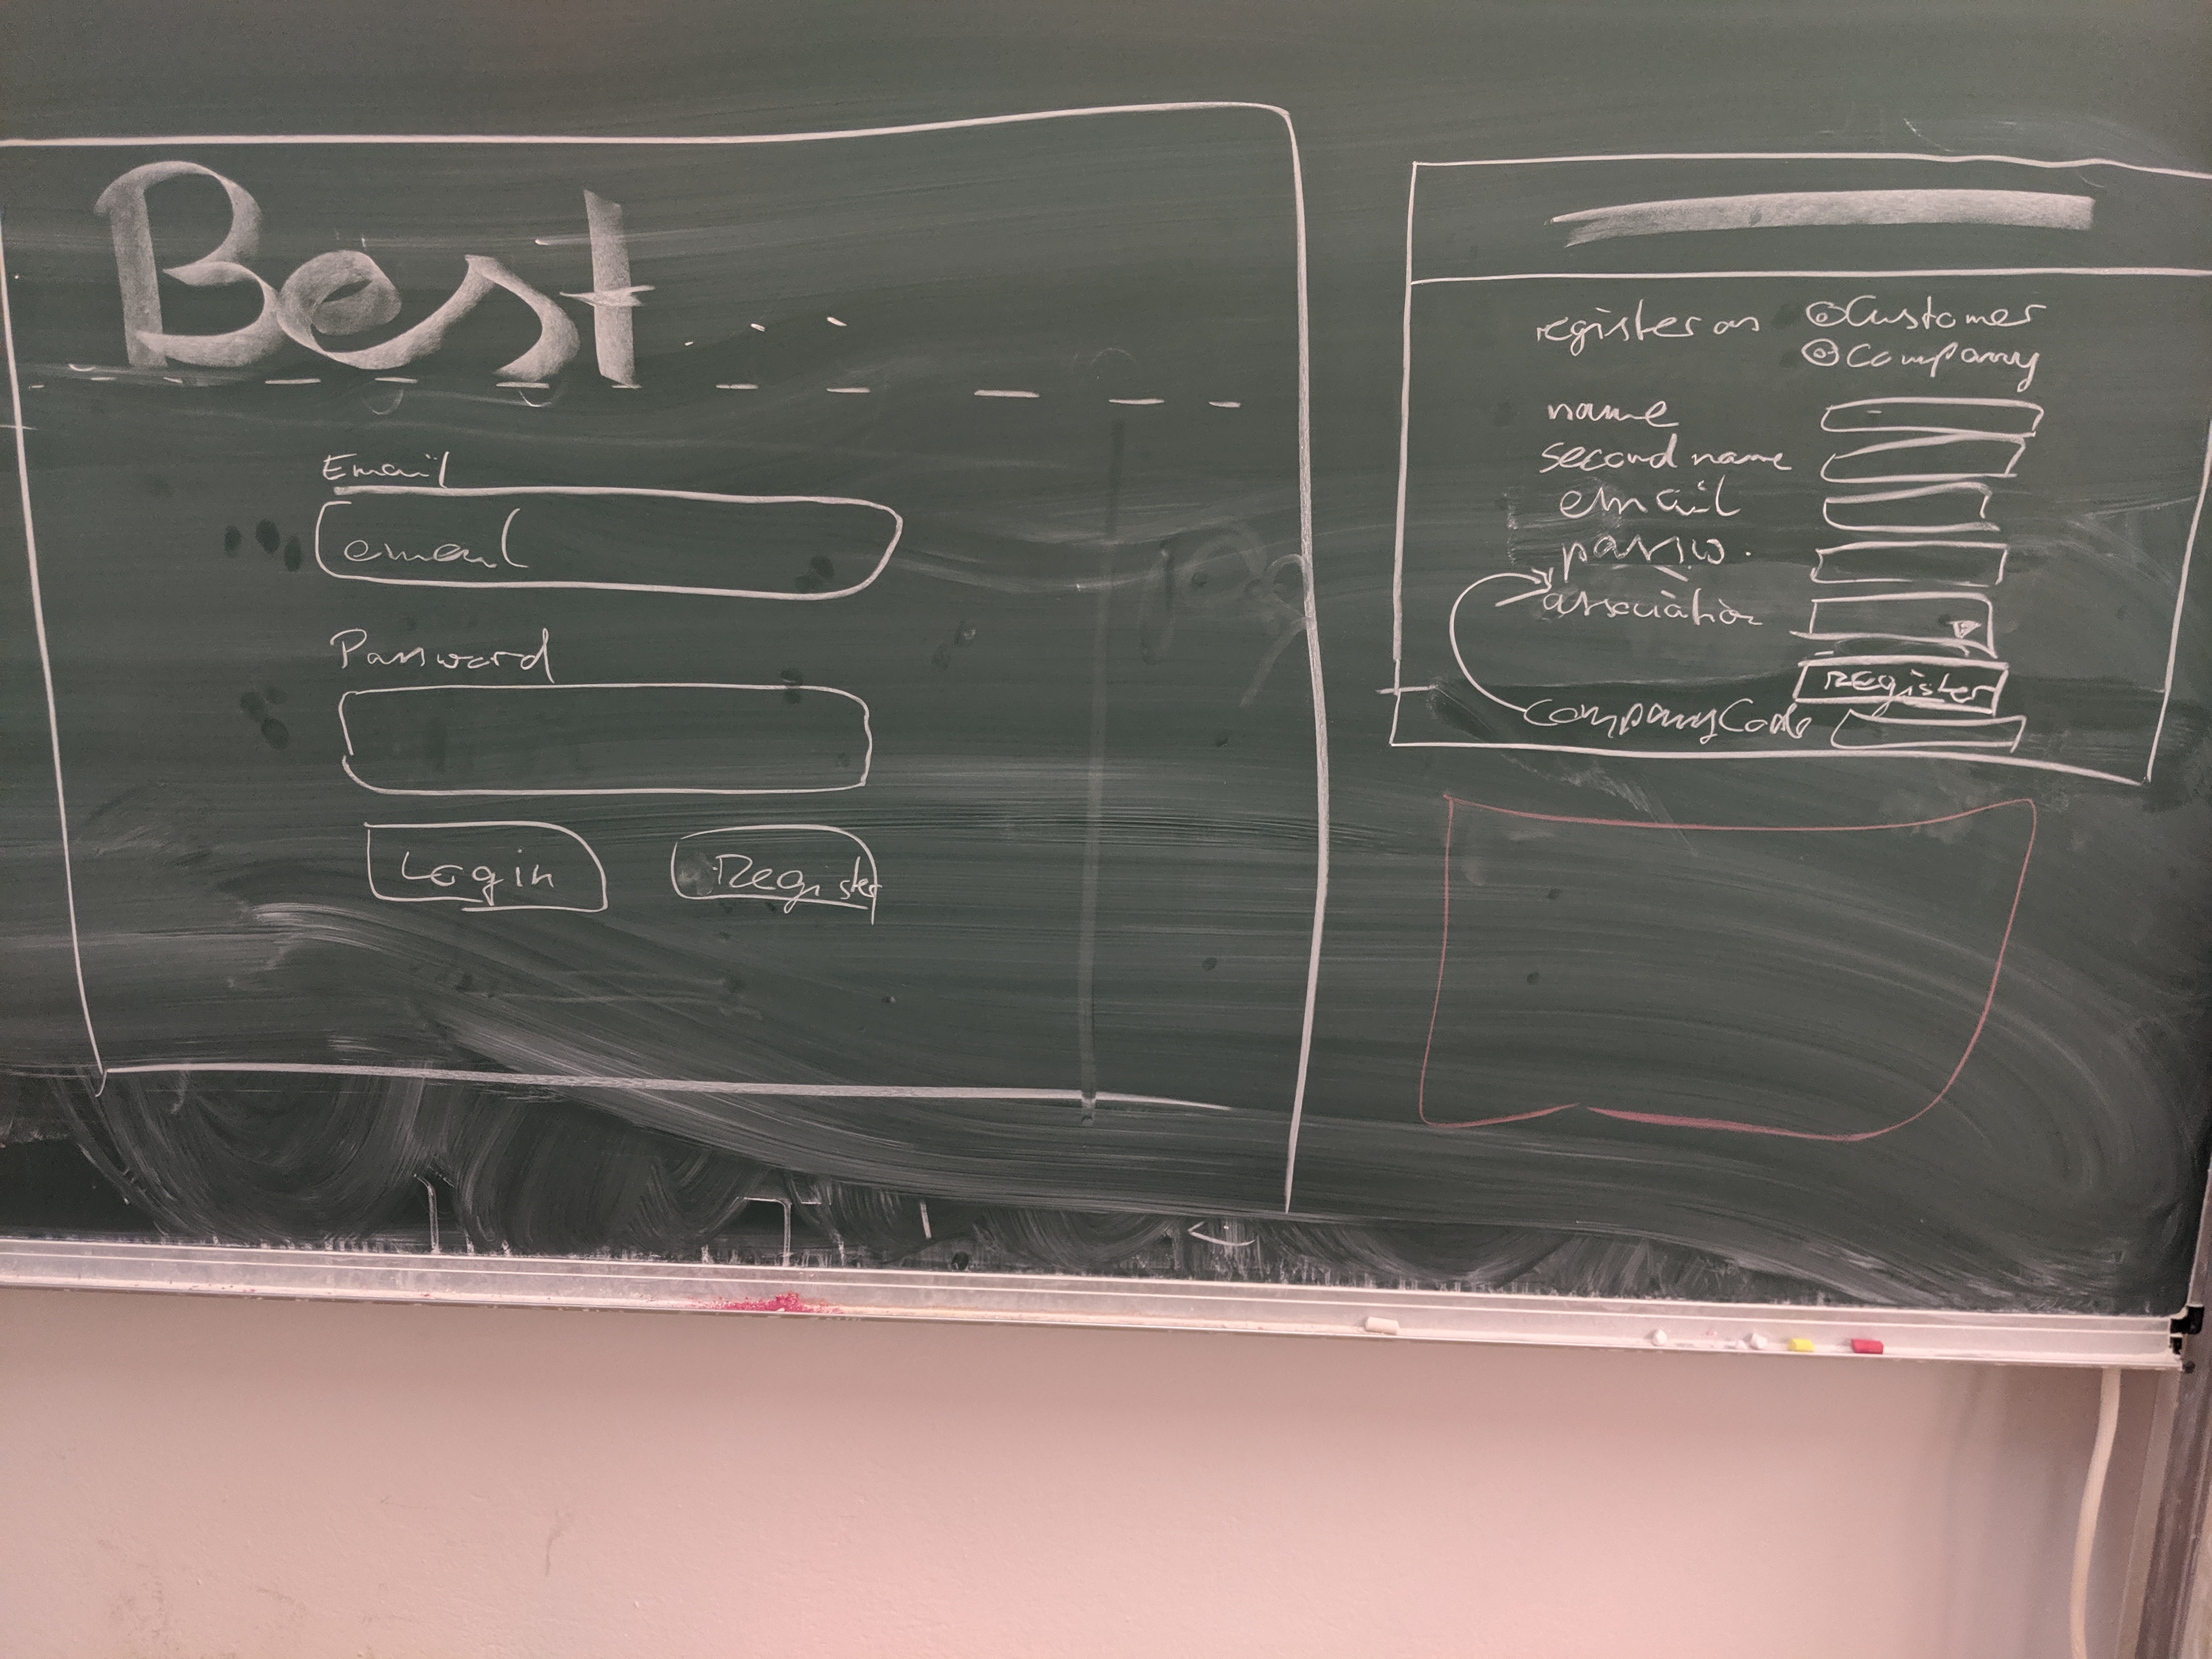 Best...
Email
email
Password
Login Register
register as Customer
Company
name
second name
email
passw.
association
Register
CompanyCode